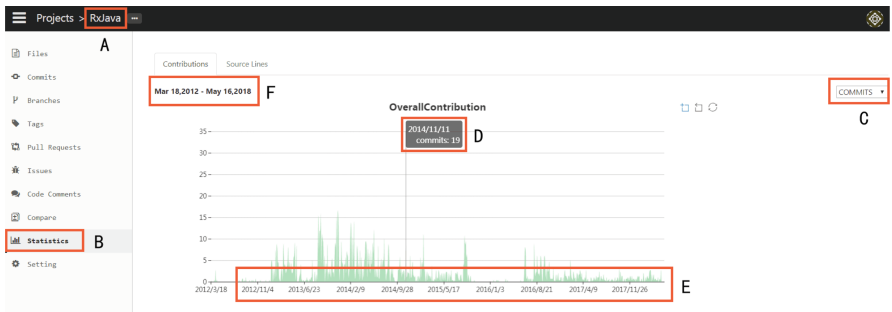 Projects > RxJava ···
A
Files
Commits
Branches
Tags
Pull Requests
Issues
Code Comments
Compare
Statistics
B
Setting
Contributions Source Lines
Mar 18,2012 - May 16,2018
F
COMMITS
C
OverallContribution
2014/11/11
commits: 19
D
35
30
25
20
15
10
5
0
2012/3/18 2012/11/4 2013/6/23 2014/2/9 2014/9/28 2015/5/17 2016/1/3 2016/8/21 2017/4/9 2017/11/26
E